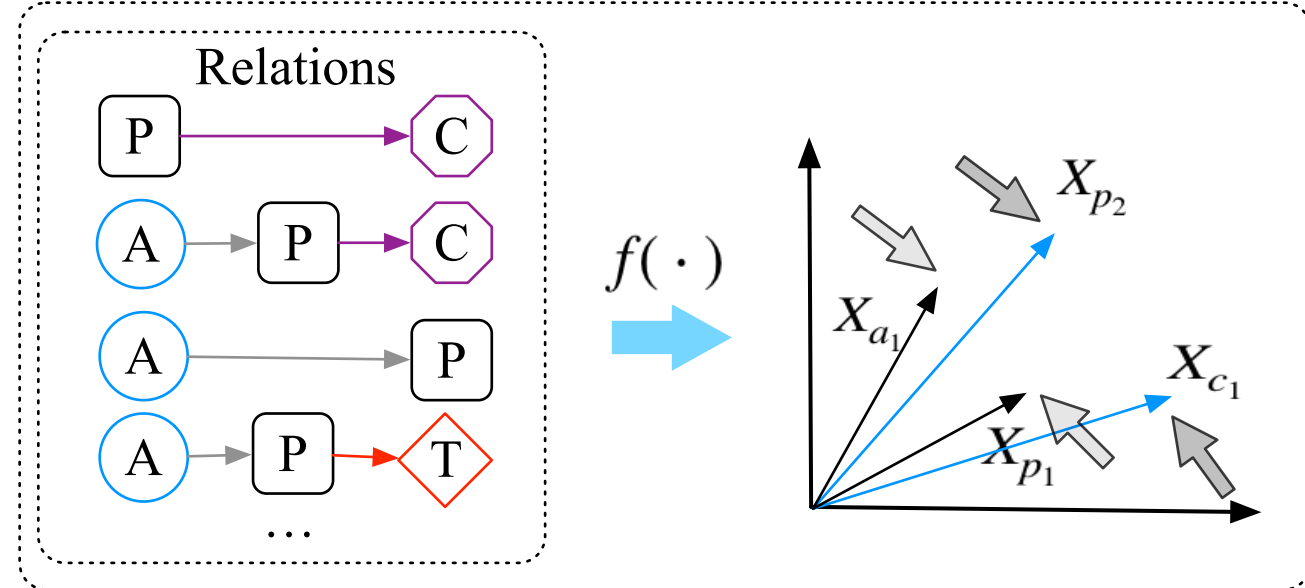 Relations
P C
A P C
A P
A P T
...
f(·)
X_{p_2}
X_{a_1}
X_{c_1}
X_{p_1}